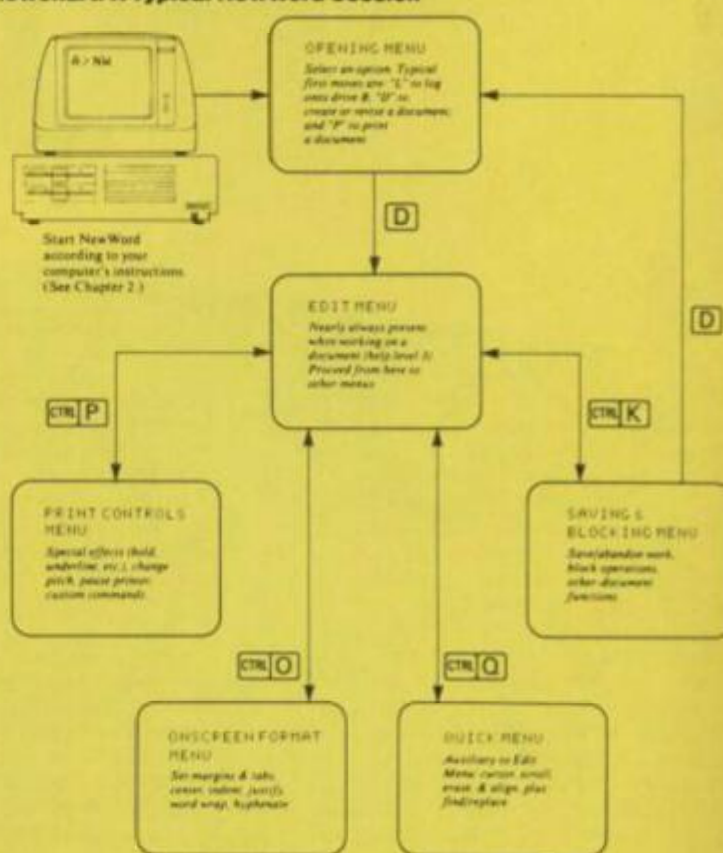 A Typical NewWord Session
A> NW
Start NewWord
according to your
computer's instructions
(See Chapter 2.)
OPENING MENU
Select an option. Typical
first moves are: "L" to log
onto drive B; "D" to
create or revise a document;
and "P" to print
a document
D
EDIT MENU
Nearly always present
when working on a
document (help level 3)
Proceed from here to
other menus
D
CTRL P
CTRL K
PRINT CONTROLS
MENU
Special effects (bold,
underline, etc.), change
pitch, pause printer,
custom commands
SAVING &
BLOCKING MENU
Save/abandon work,
block operations,
other-document
functions
CTRL O
CTRL Q
ONSCREEN FORMAT
MENU
Set margins & tabs,
center, indent, justify,
word wrap, hyphenate
QUICK MENU
Auxiliary to Edit
Menu: cursor, scroll,
erase, & align, plus
find/replace